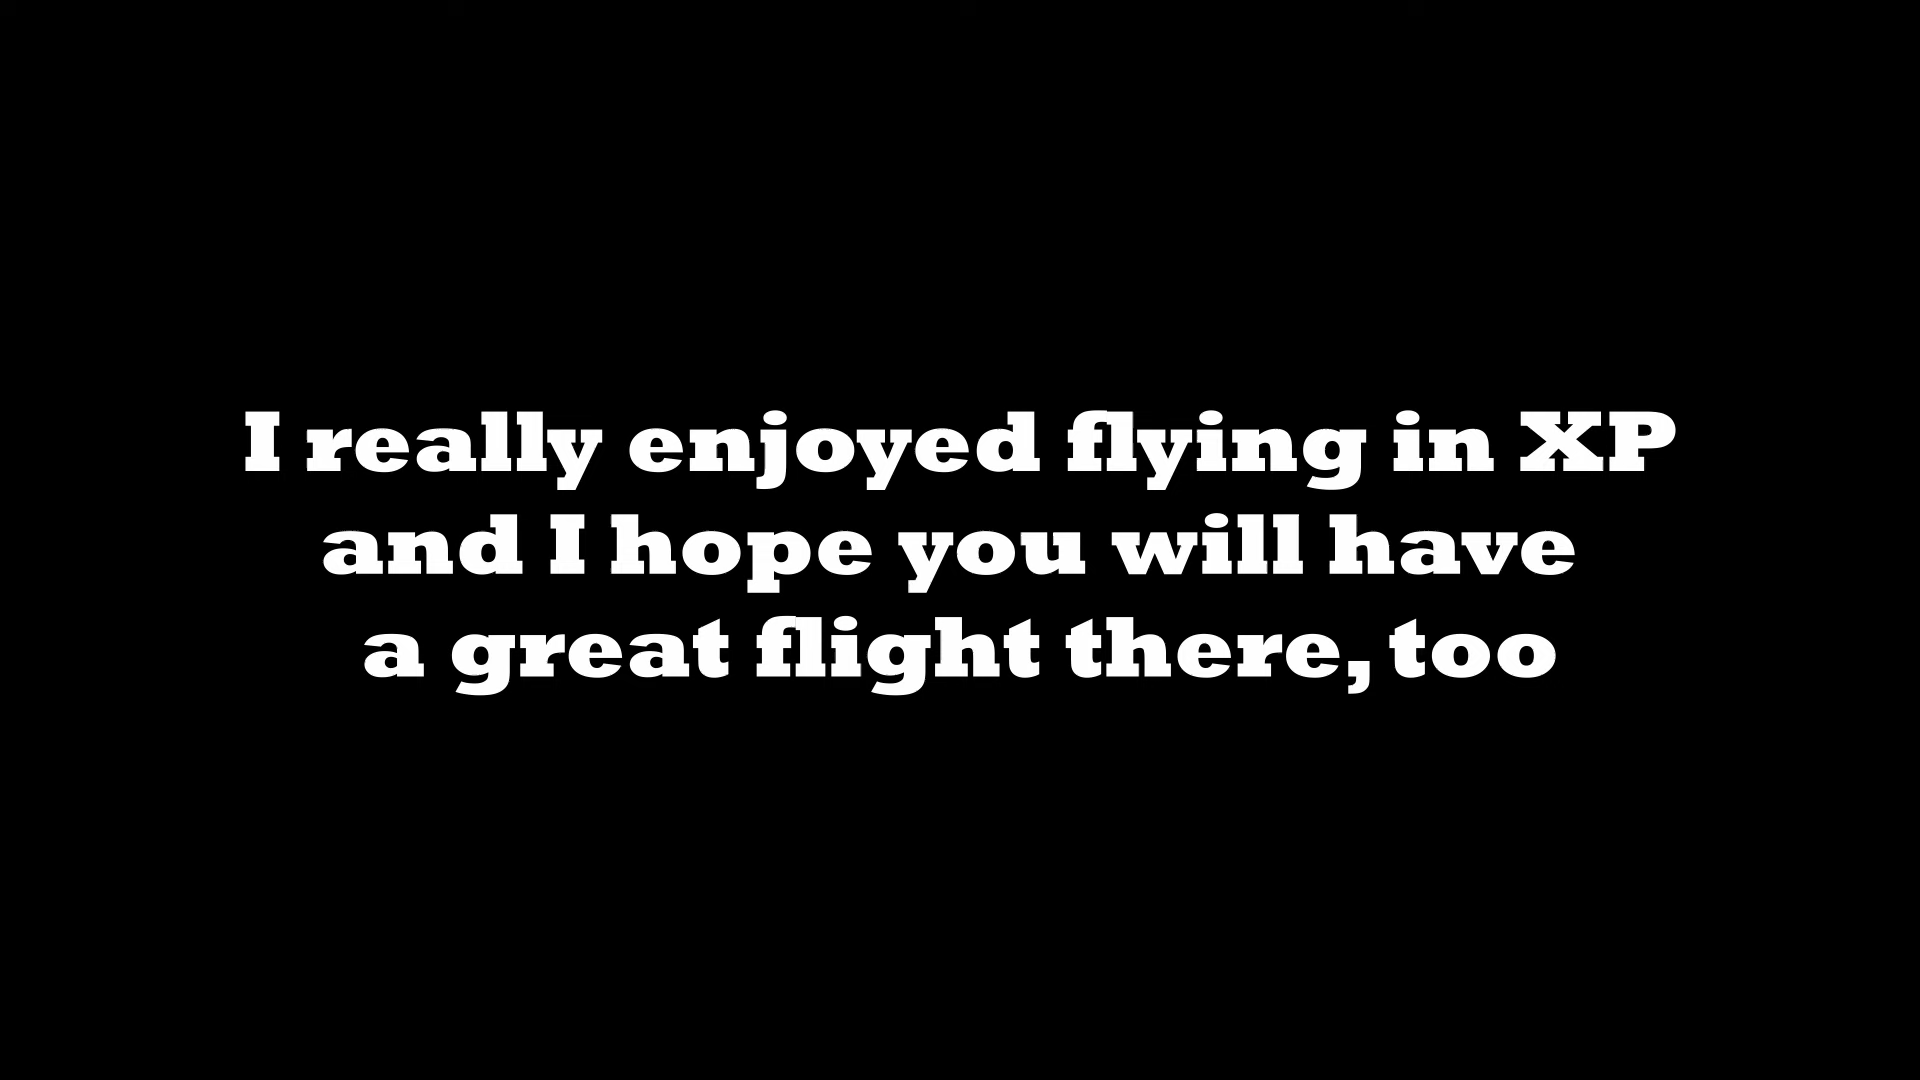 I really enjoyed flying in XP
and I hope you will have
a great flight there, too